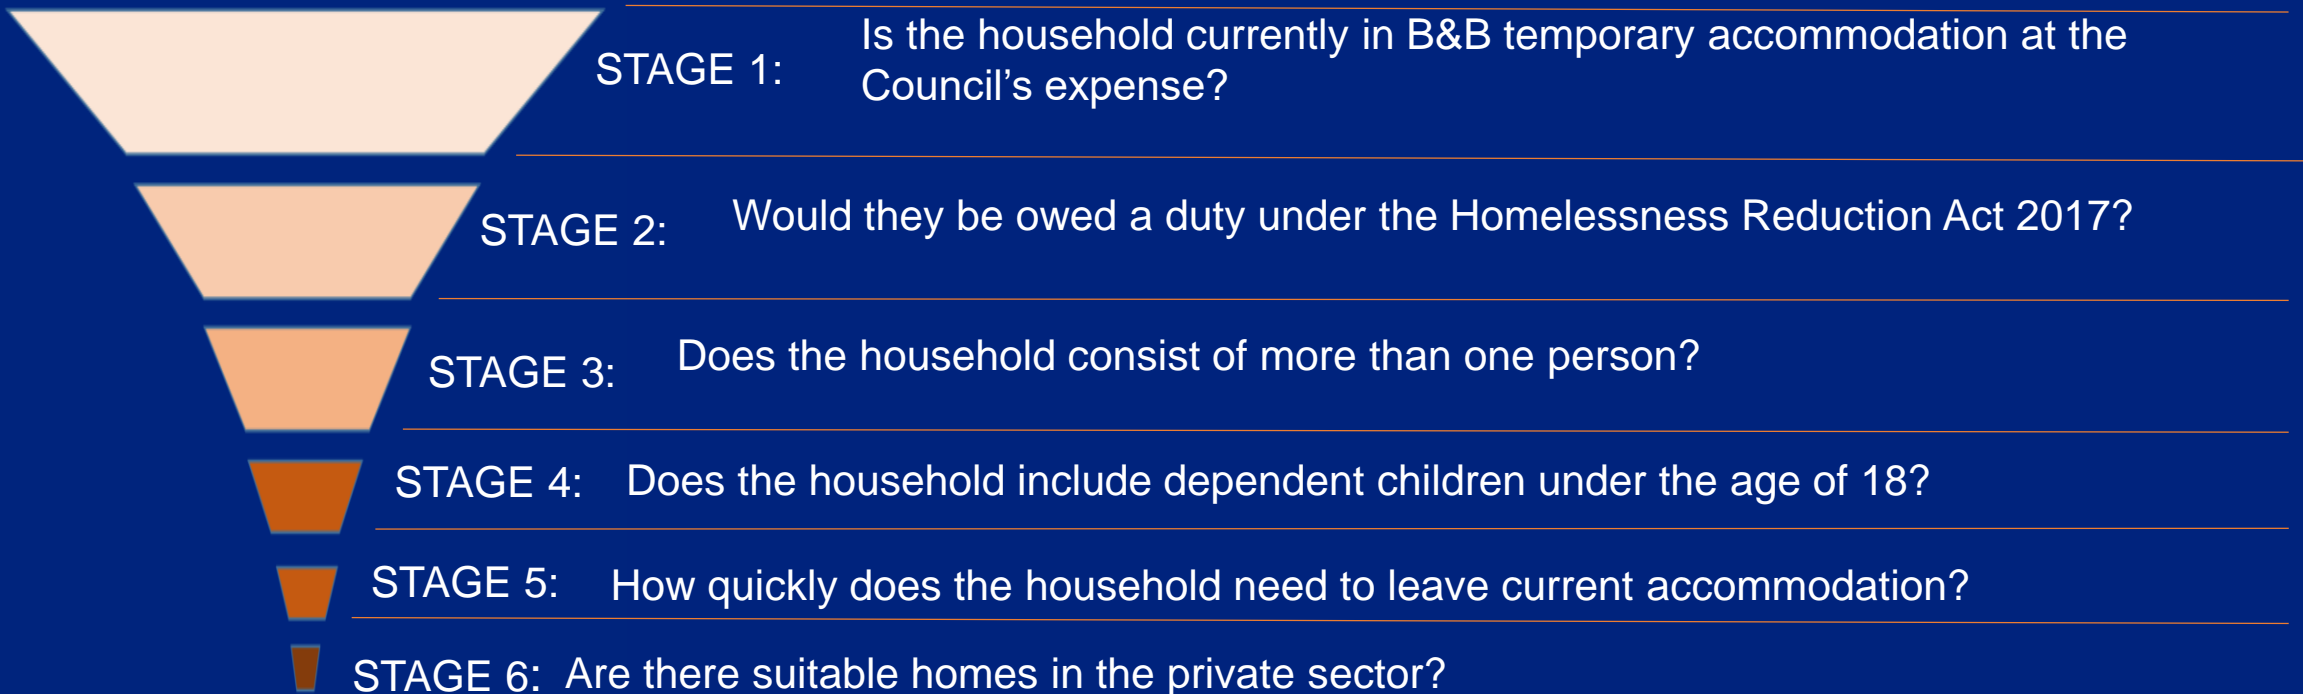 STAGE 1: Is the household currently in B&B temporary accommodation at the
Council’s expense?
STAGE 2: Would they be owed a duty under the Homelessness Reduction Act 2017?
STAGE 3: Does the household consist of more than one person?
STAGE 4: Does the household include dependent children under the age of 18?
STAGE 5: How quickly does the household need to leave current accommodation?
STAGE 6: Are there suitable homes in the private sector?